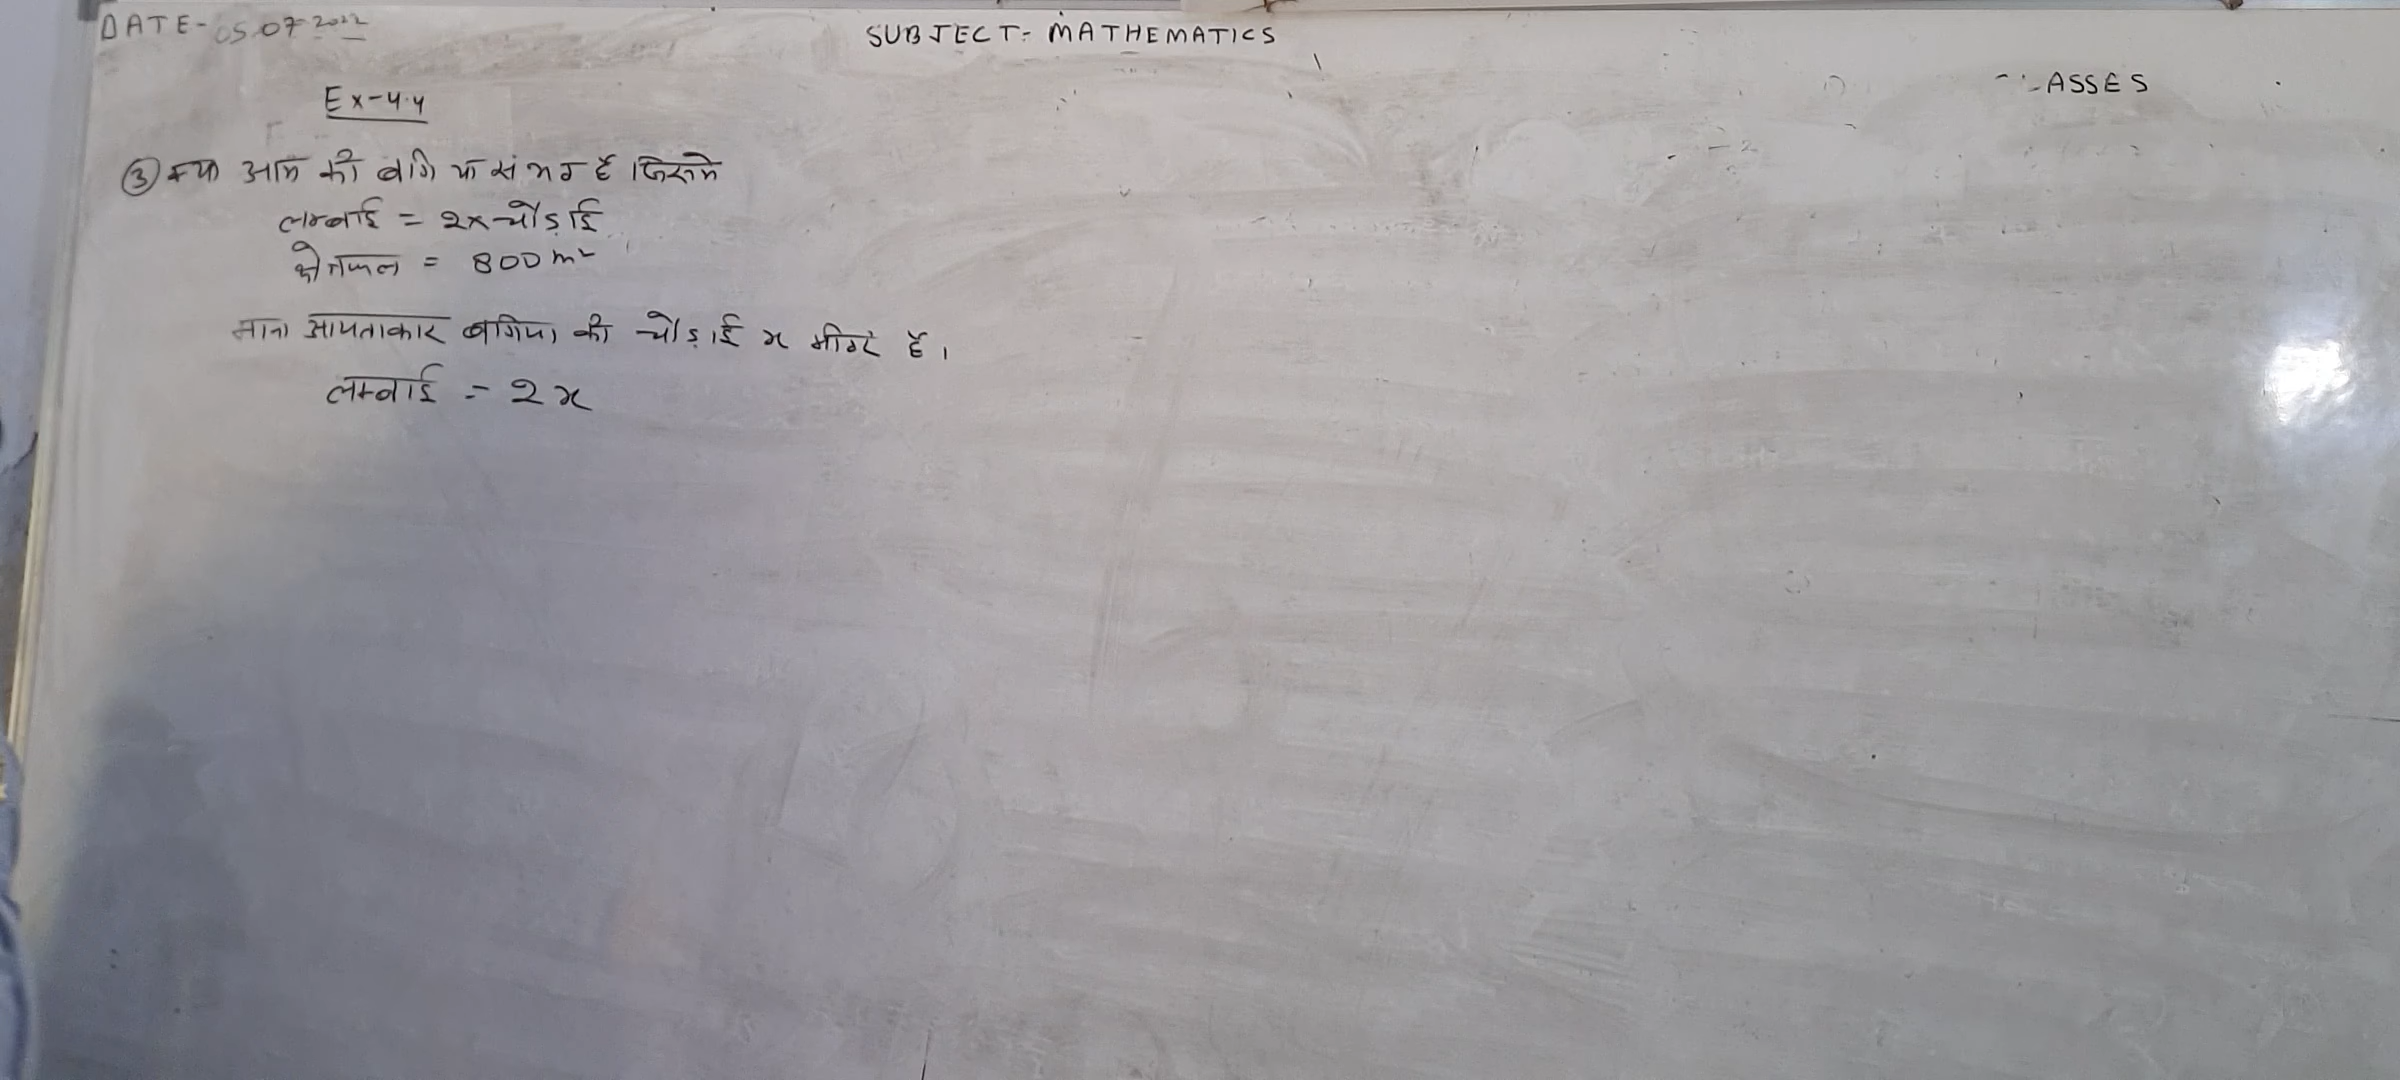 DATE- 05.07.2022
SUBJECT- MATHEMATICS
ASSES
Ex-4.4
③ क्या आम की बगिया संभव है जिसमे
लम्बाई = 2x चौड़ाई
क्षेत्रफल = 800 m²
माना आयताकार बगिया की चौड़ाई x मीटर है।
लम्बाई = 2x